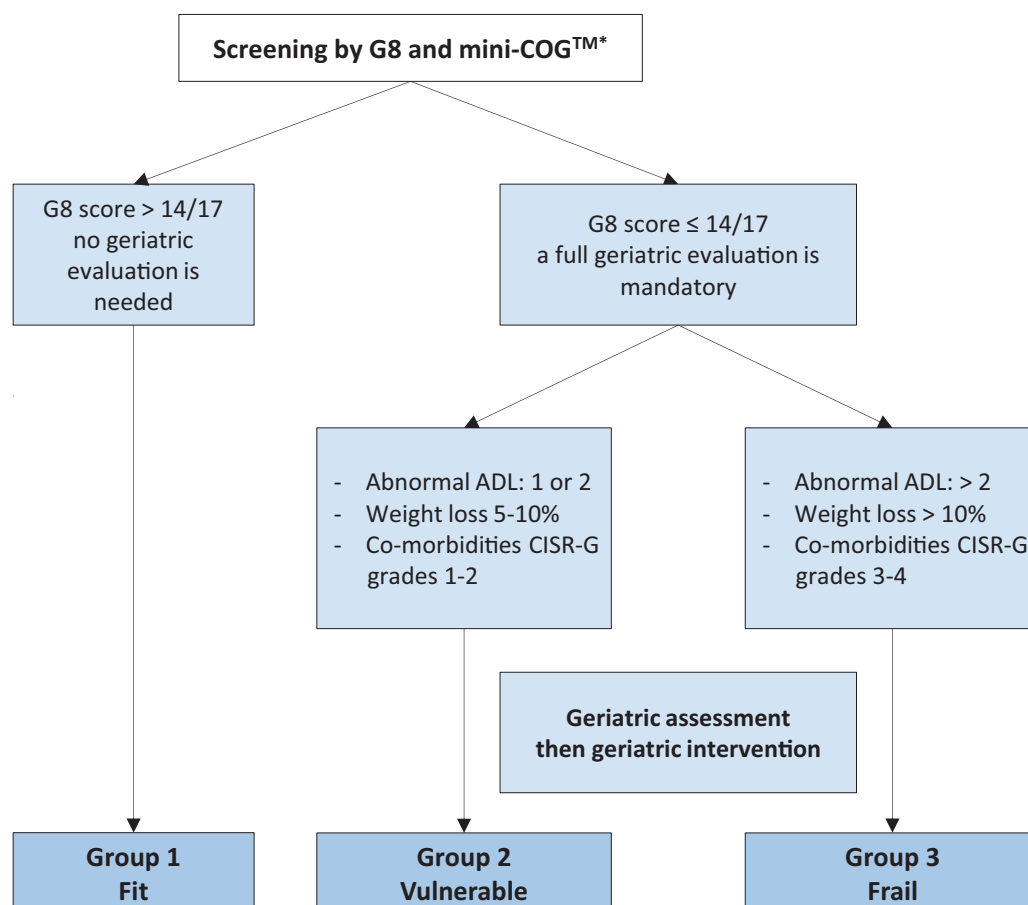 Screening by G8 and mini-COG™*
G8 score > 14/17
no geriatric
evaluation is
needed
G8 score ≤ 14/17
a full geriatric evaluation is
mandatory
- Abnormal ADL: 1 or 2
- Weight loss 5-10%
- Co-morbidities CISR-G
grades 1-2
- Abnormal ADL: > 2
- Weight loss > 10%
- Co-morbidities CISR-G
grades 3-4
Geriatric assessment
then geriatric intervention
Group 1
Fit
Group 2
Vulnerable
Group 3
Frail